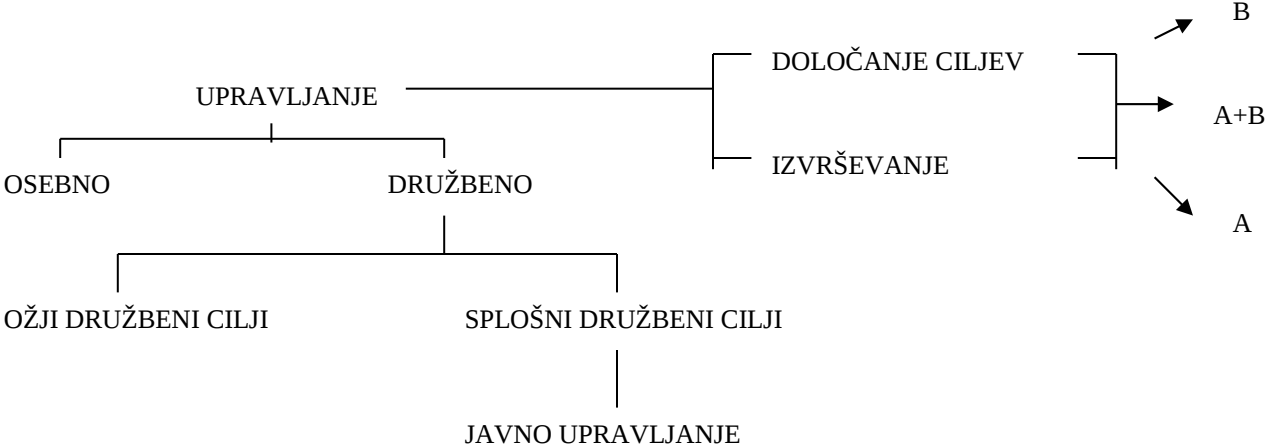 B
DOLOČANJE CILJEV
UPRAVLJANJE
A+B
IZVRŠEVANJE
OSEBNO
DRUŽBENO
A
OŽJI DRUŽBENI CILJI
SPLOŠNI DRUŽBENI CILJI
JAVNO UPRAVLJANJE